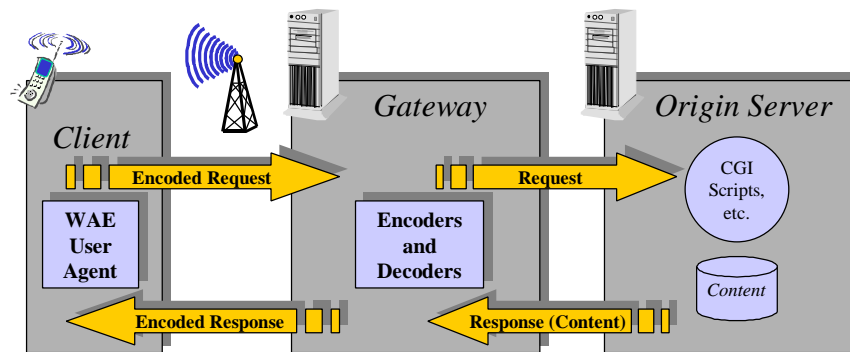 Client
Gateway
Origin Server
Encoded Request
Request
CGI
Scripts,
etc.
WAE
User
Agent
Encoders
and
Decoders
Content
Encoded Response
Response (Content)